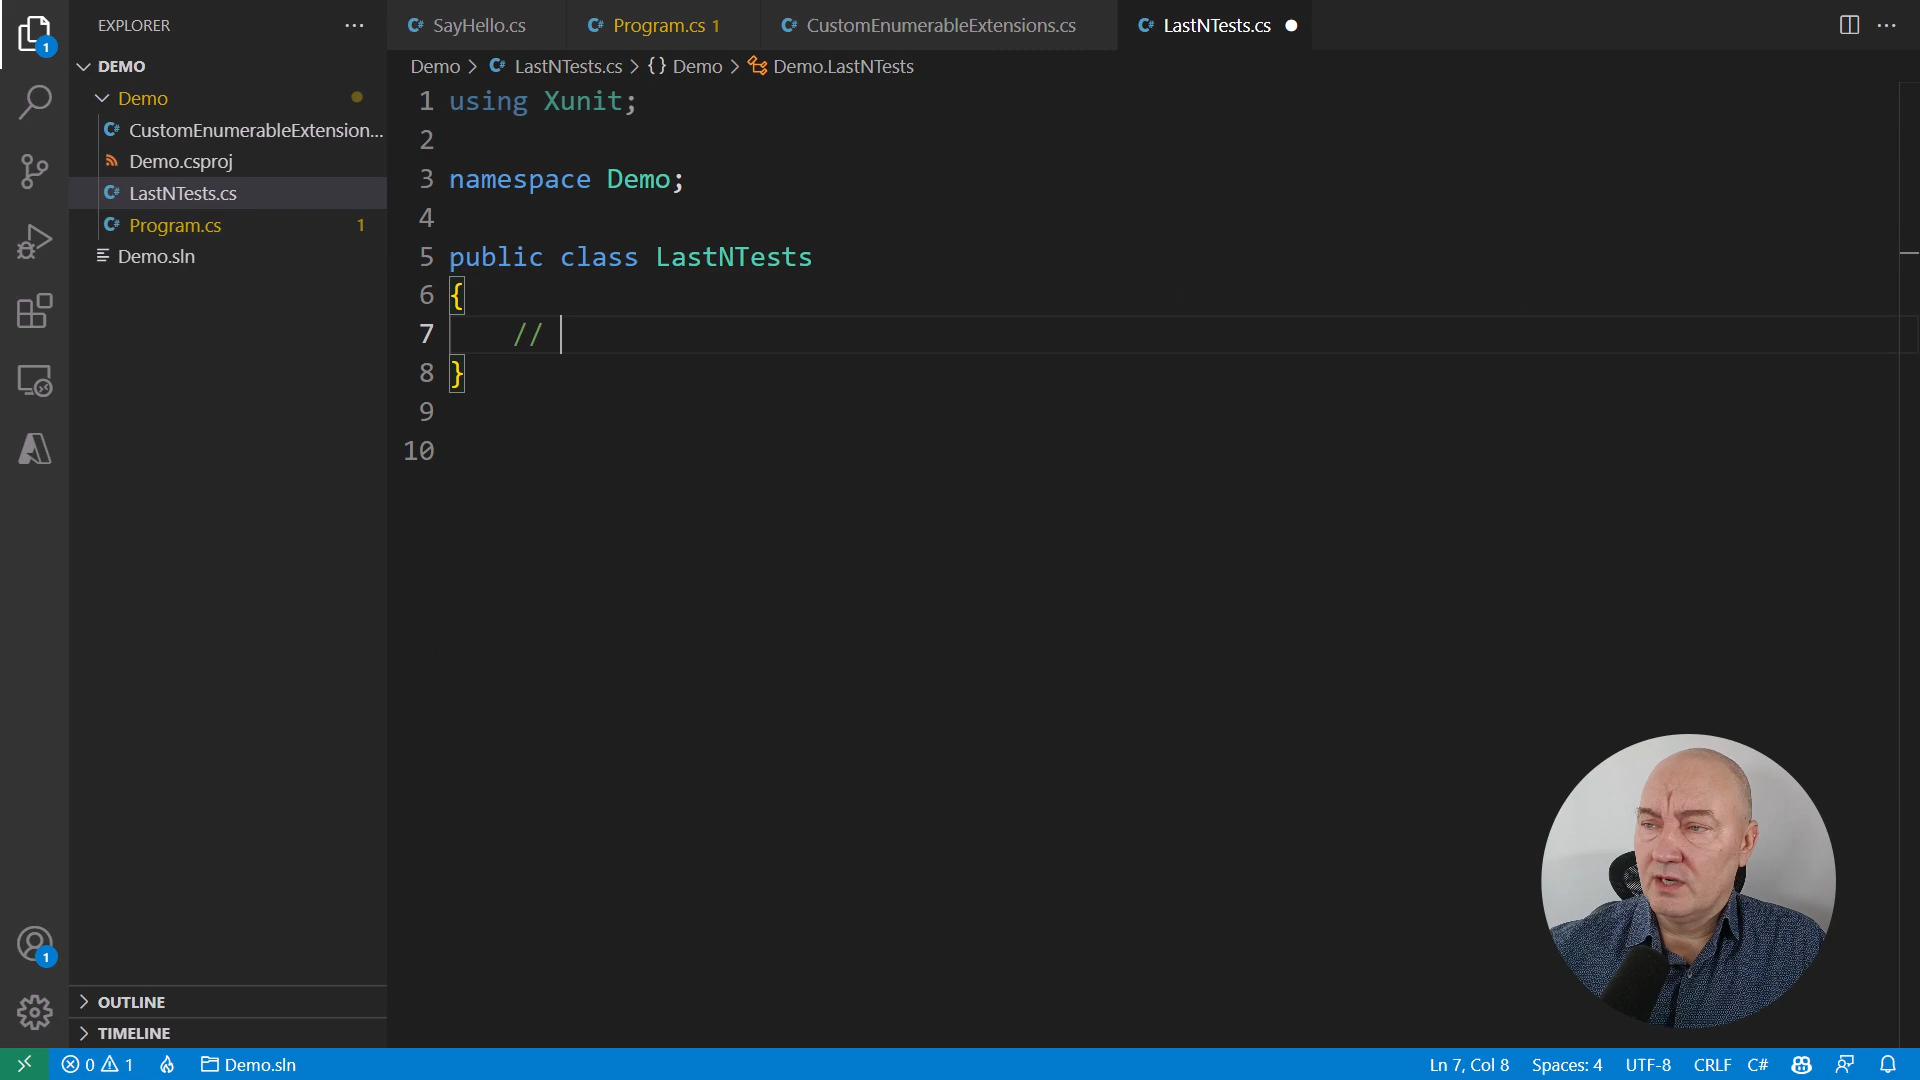 EXPLORER
DEMO
Demo
CustomEnumerableExtension...
Demo.csproj
LastNTests.cs
Program.cs 1
Demo.sln
OUTLINE
TIMELINE
SayHello.cs
Program.cs 1
CustomEnumerableExtensions.cs
LastNTests.cs
Demo > LastNTests.cs > {} Demo > Demo.LastNTests
1 using Xunit;
2
3 namespace Demo;
4
5 public class LastNTests
6 {
7 //
8 }
9
10
1
1
0 1 Demo.sln
Ln 7, Col 8 Spaces: 4 UTF-8 CRLF C#